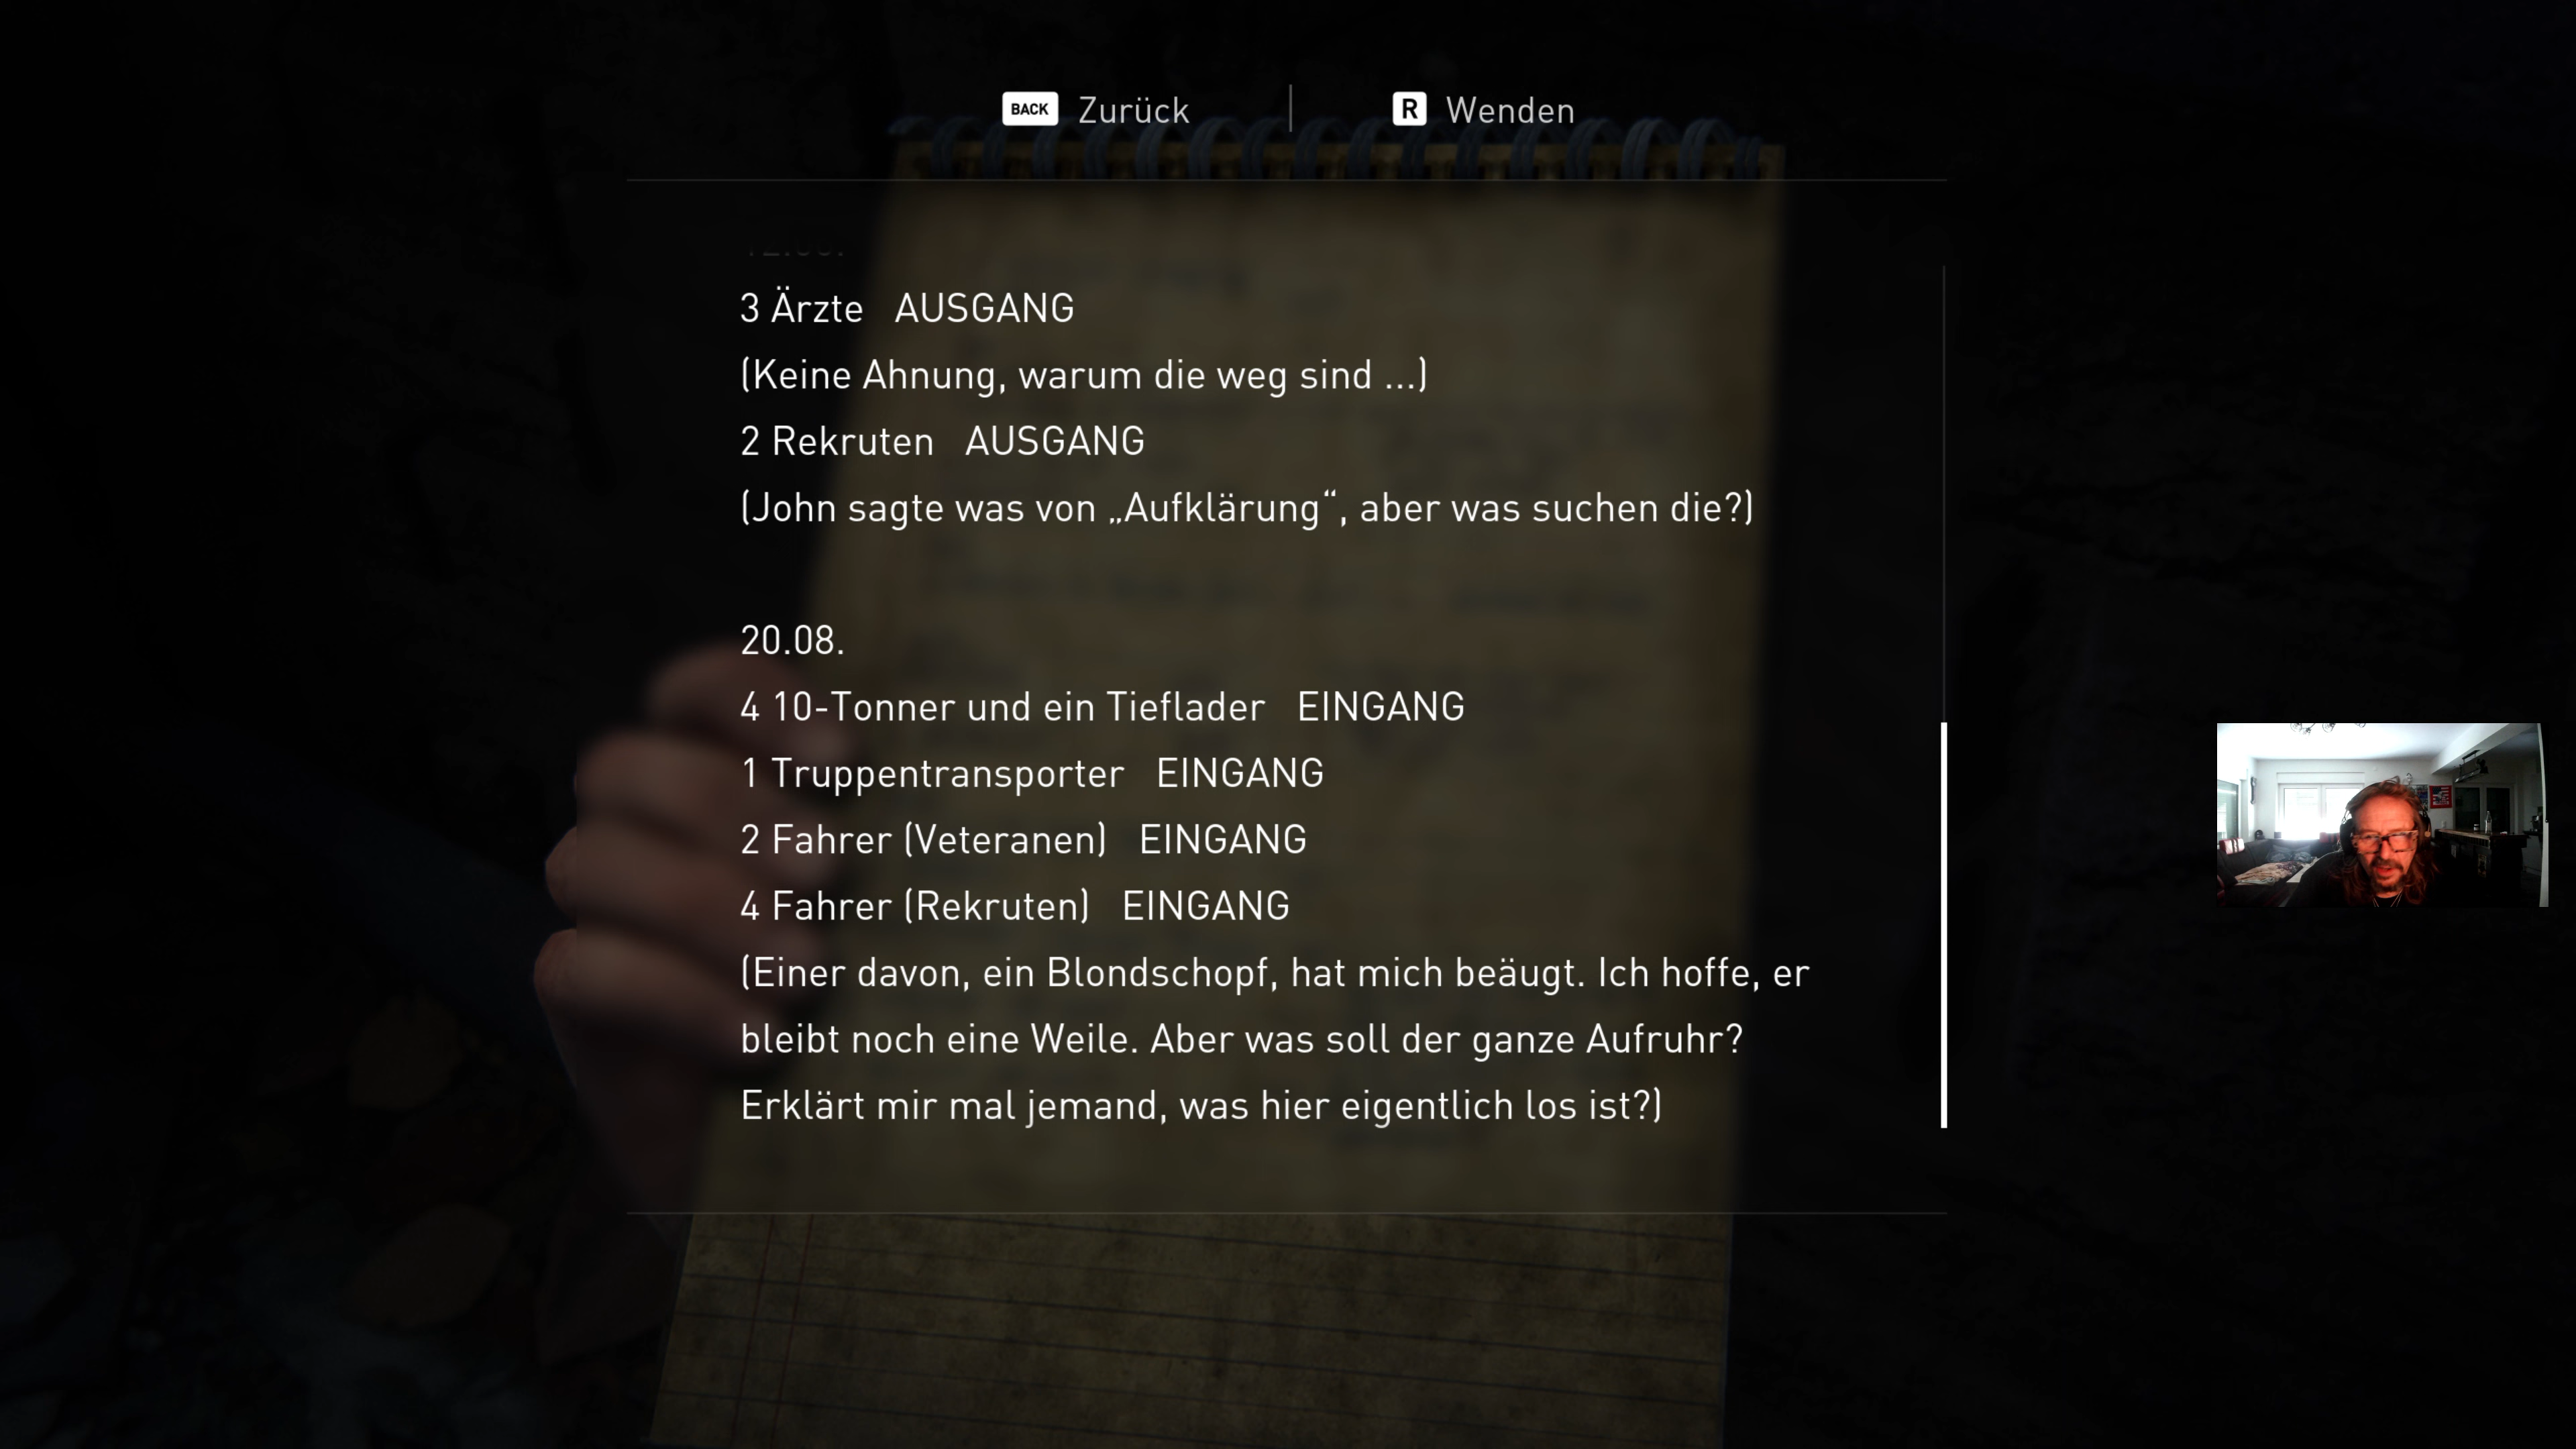 BACK Zurück | R Wenden
3 Ärzte AUSGANG
(Keine Ahnung, warum die weg sind ...)
2 Rekruten AUSGANG
(John sagte was von „Aufklärung“, aber was suchen die?)
20.08.
4 10-Tonner und ein Tieflader EINGANG
1 Truppentransporter EINGANG
2 Fahrer (Veteranen) EINGANG
4 Fahrer (Rekruten) EINGANG
(Einer davon, ein Blondschopf, hat mich beäugt. Ich hoffe, er
bleibt noch eine Weile. Aber was soll der ganze Aufruhr?
Erklärt mir mal jemand, was hier eigentlich los ist?)